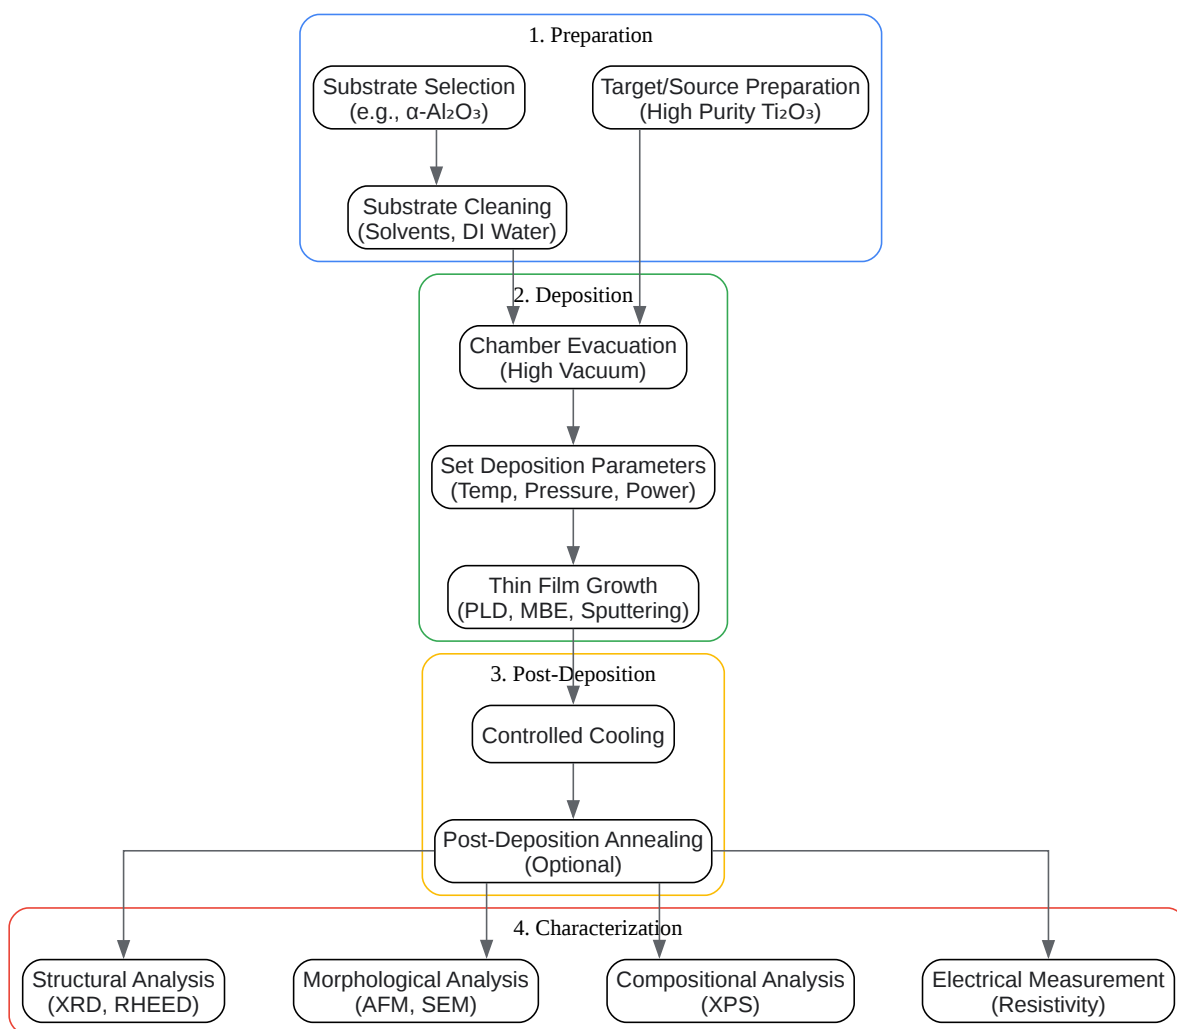 1. Preparation
Substrate Selection
(e.g., α-Al₂O₃)
Target/Source Preparation
(High Purity Ti₂O₃)
Substrate Cleaning
(Solvents, DI Water)
2. Deposition
Chamber Evacuation
(High Vacuum)
Set Deposition Parameters
(Temp, Pressure, Power)
Thin Film Growth
(PLD, MBE, Sputtering)
3. Post-Deposition
Controlled Cooling
Post-Deposition Annealing
(Optional)
4. Characterization
Structural Analysis
(XRD, RHEED)
Morphological Analysis
(AFM, SEM)
Compositional Analysis
(XPS)
Electrical Measurement
(Resistivity)